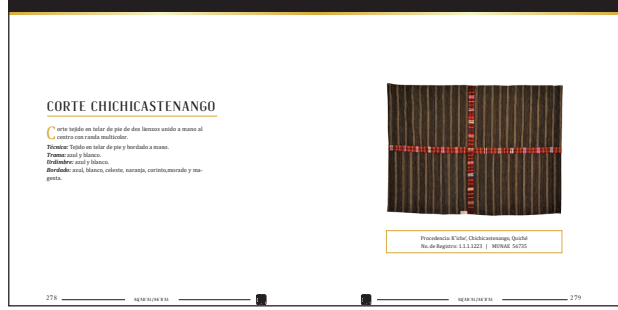 CORTE CHICHICASTENANGO
Corte tejido en telar de pie de dos lienzos unido a mano al
centro con randa multicolor.
Técnica: Tejido en telar de pie y bordado a mano.
Trama: azul y blanco.
Urdimbre: azul y blanco.
Bordado: azul, blanco, celeste, naranja, corinto,morado y ma-
genta.
Procedencia: K'iche', Chichicastenango, Quiché
No. de Registro: 1.1.1.1223 | MUNAE 56735
278
279